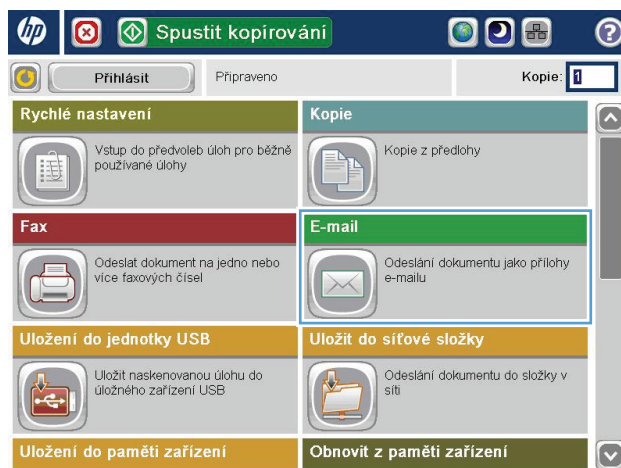 hp
Spustit kopírování
?
Přihlásit
Připraveno
Kopie: 1
Rychlé nastavení
Vstup do předvoleb úloh pro běžně
používané úlohy
Kopie
Kopie z předlohy
Fax
Odeslat dokument na jedno nebo
více faxových čísel
E-mail
Odeslání dokumentu jako přílohy
e-mailu
Uložení do jednotky USB
Uložit naskenovanou úlohu do
úložného zařízení USB
Uložit do síťové složky
Odeslání dokumentu do složky v
síti
Uložení do paměti zařízení
Obnovit z paměti zařízení